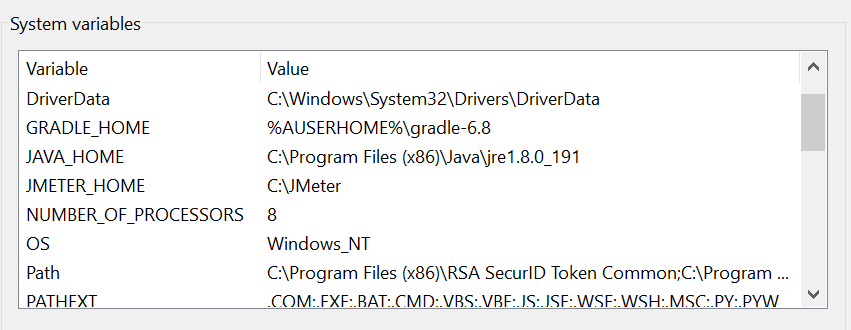 System variables
Variable Value
DriverData C:\Windows\System32\Drivers\DriverData
GRADLE_HOME %AUSERHOME%\gradle-6.8
JAVA_HOME C:\Program Files (x86)\Java\jre1.8.0_191
JMETER_HOME C:\JMeter
NUMBER_OF_PROCESSORS 8
OS Windows_NT
Path C:\Program Files (x86)\RSA SecurID Token Common;C:\Program ...
PATHEXT .COM;.EXE;.BAT;.CMD;.VBS;.VBE;.JS;.JSE;.WSF;.WSH;.MSC;.PY;.PYW